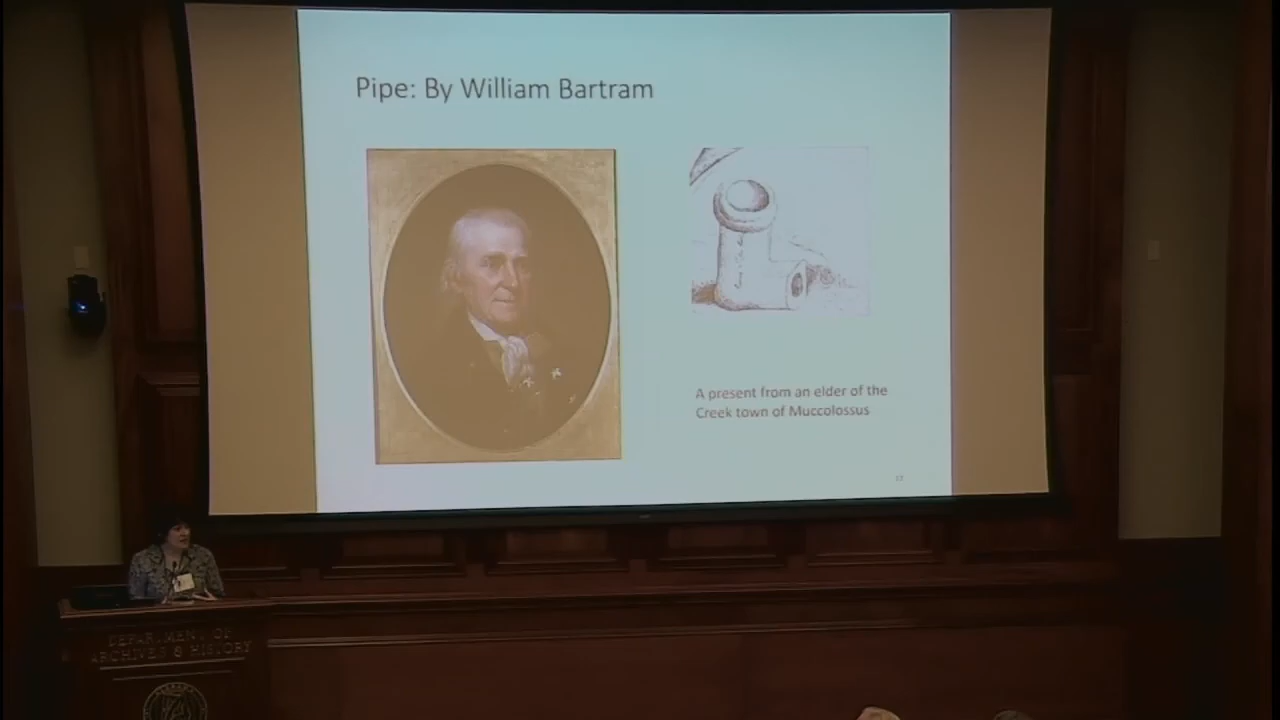 Pipe: By William Bartram
A present from an elder of the
Creek town of Muccolossus
DEPARTMENT OF
ARCHIVES & HISTORY